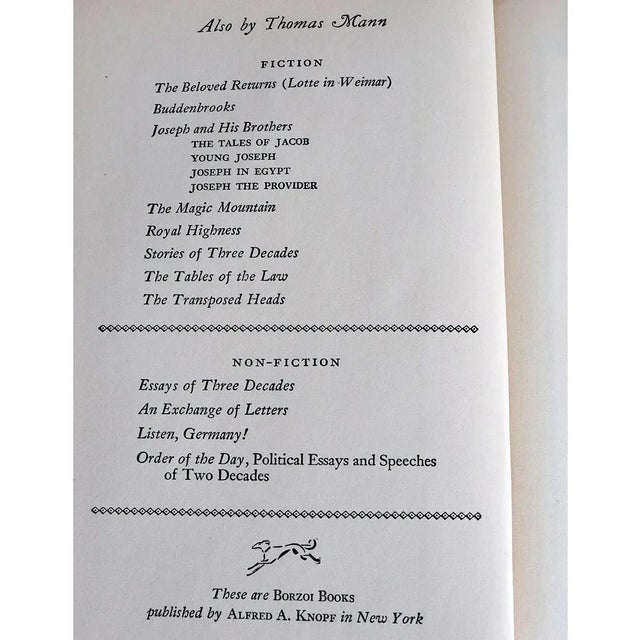 Also by Thomas Mann
FICTION
The Beloved Returns (Lotte in Weimar)
Buddenbrooks
Joseph and His Brothers
THE TALES OF JACOB
YOUNG JOSEPH
JOSEPH IN EGYPT
JOSEPH THE PROVIDER
The Magic Mountain
Royal Highness
Stories of Three Decades
The Tables of the Law
The Transposed Heads
NON-FICTION
Essays of Three Decades
An Exchange of Letters
Listen, Germany!
Order of the Day, Political Essays and Speeches
of Two Decades
These are BORZOI BOOKS
published by ALFRED A. KNOPF in New York